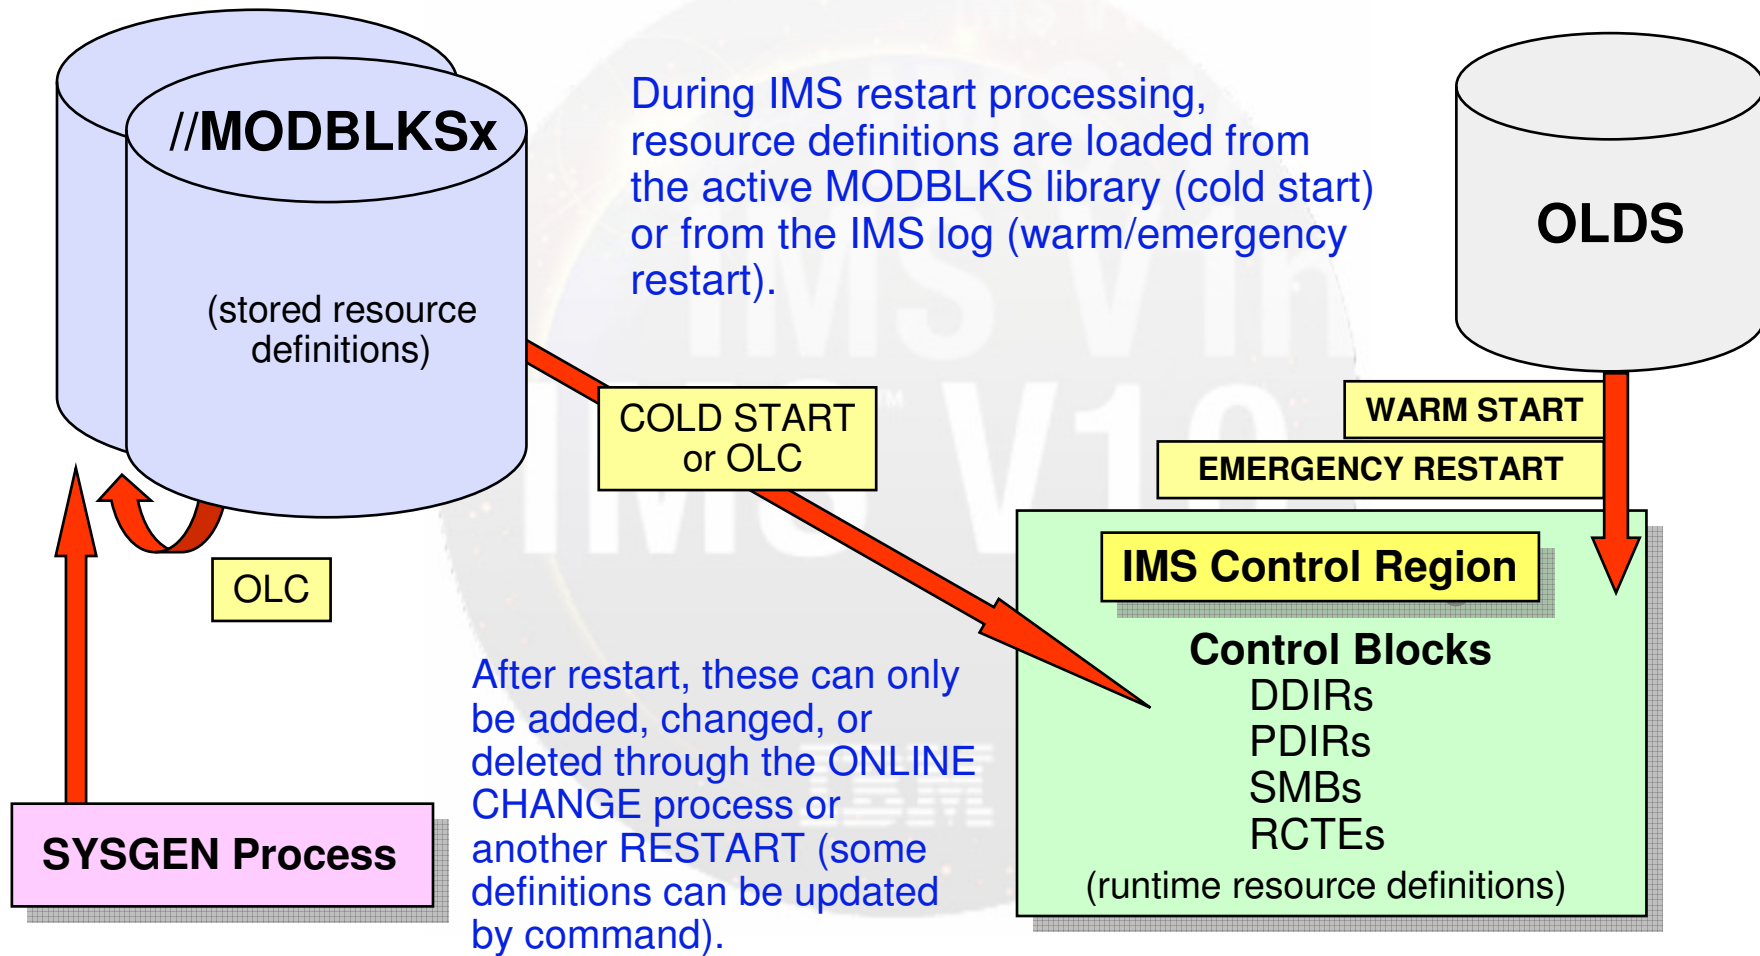 //MODBLKSx
(stored resource
definitions)
During IMS restart processing,
resource definitions are loaded from
the active MODBLKS library (cold start)
or from the IMS log (warm/emergency
restart).
OLDS
COLD START
or OLC
WARM START
EMERGENCY RESTART
OLC
IMS Control Region
Control Blocks
DDIRs
PDIRs
SMBs
RCTEs
(runtime resource definitions)
After restart, these can only
be added, changed, or
deleted through the ONLINE
CHANGE process or
another RESTART (some
definitions can be updated
by command).
SYSGEN Process
IMS V10
IBM